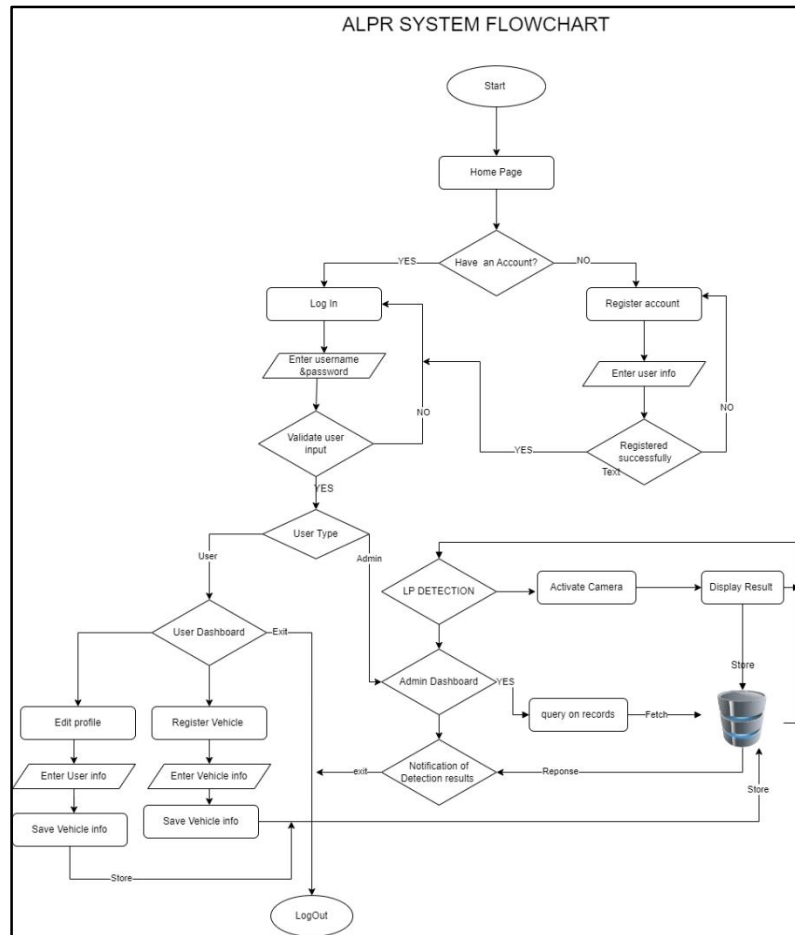 ALPR SYSTEM FLOWCHART
Start
Home Page
Have an Account?
YES
NO
Log In
Register account
Enter username
&password
Enter user info
NO
NO
Validate user
input
YES
Registered
successfully
Text
YES
User Type
User
Admin
LP DETECTION
Activate Camera
Display Result
User Dashboard
Exit
Admin Dashboard
YES
Store
Edit profile
Register Vehicle
query on records
Fetch
Enter User info
Enter Vehicle info
exit
Notification of
Detection results
Reponse
Store
Save Vehicle info
Save Vehicle info
Store
LogOut